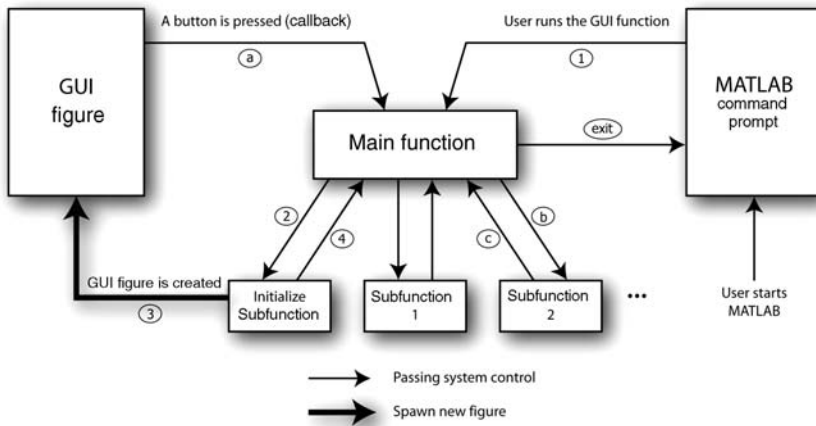 A button is pressed (callback)
a
User runs the GUI function
1
GUI
figure
MATLAB
command
prompt
Main function
exit
2
4
c
b
GUI figure is created
3
Initialize
Subfunction
Subfunction
1
Subfunction
2
...
User starts
MATLAB
Passing system control
Spawn new figure